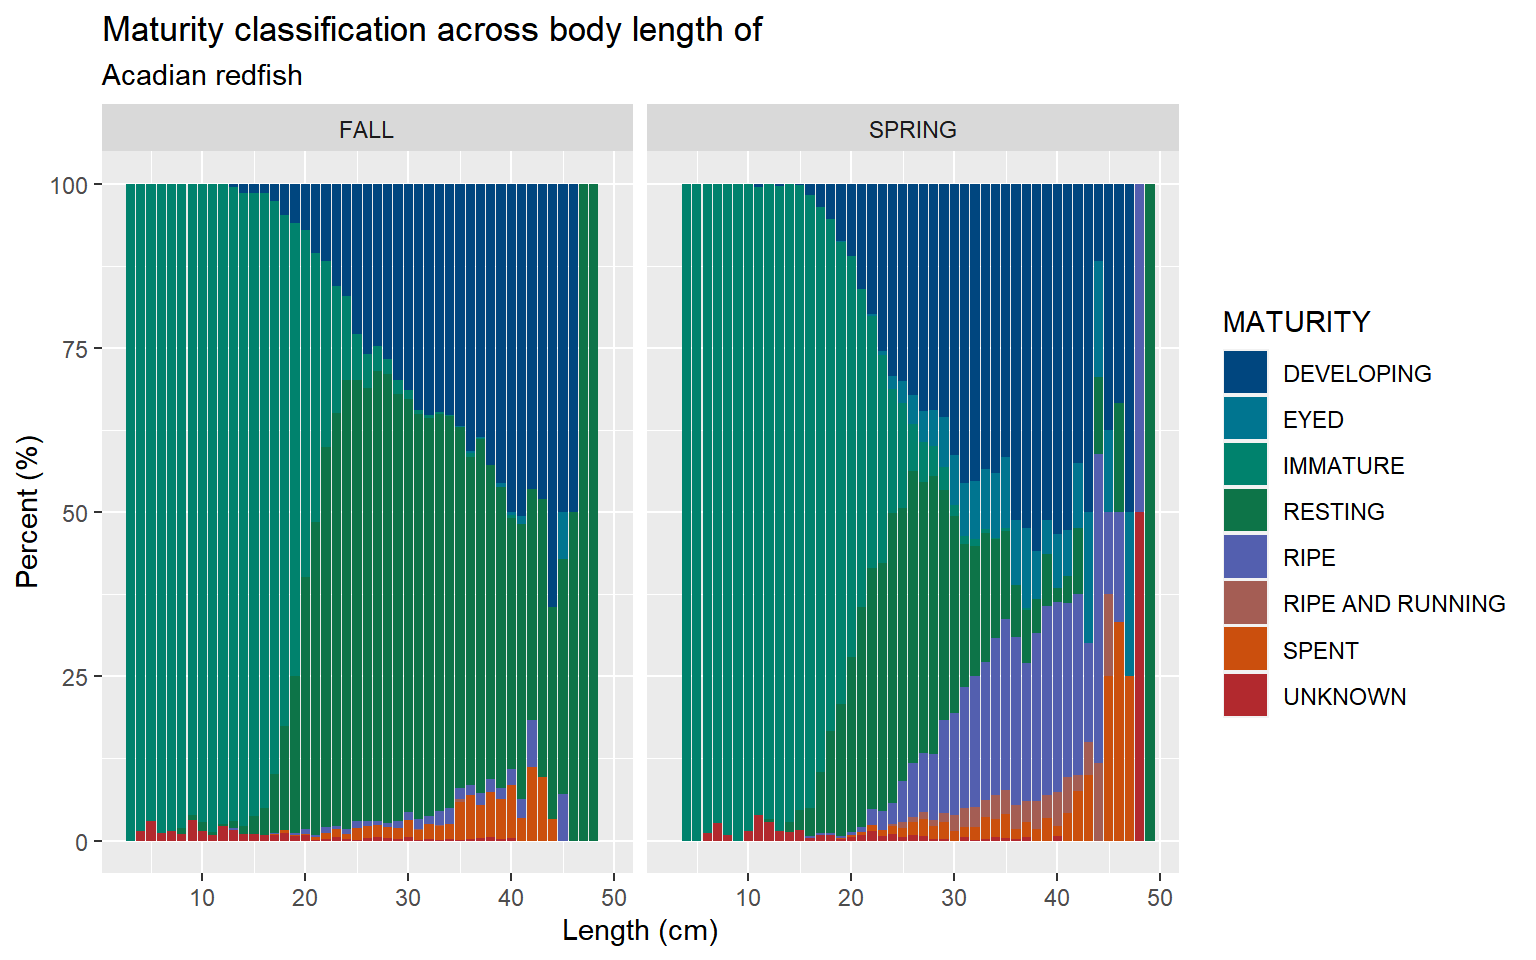 Maturity classification across body length of
Acadian redfish
FALL
SPRING
100
75
50
25
0
Percent (%)
10
20
30
40
50
10
20
30
40
50
Length (cm)
MATURITY
DEVELOPING
EYED
IMMATURE
RESTING
RIPE
RIPE AND RUNNING
SPENT
UNKNOWN